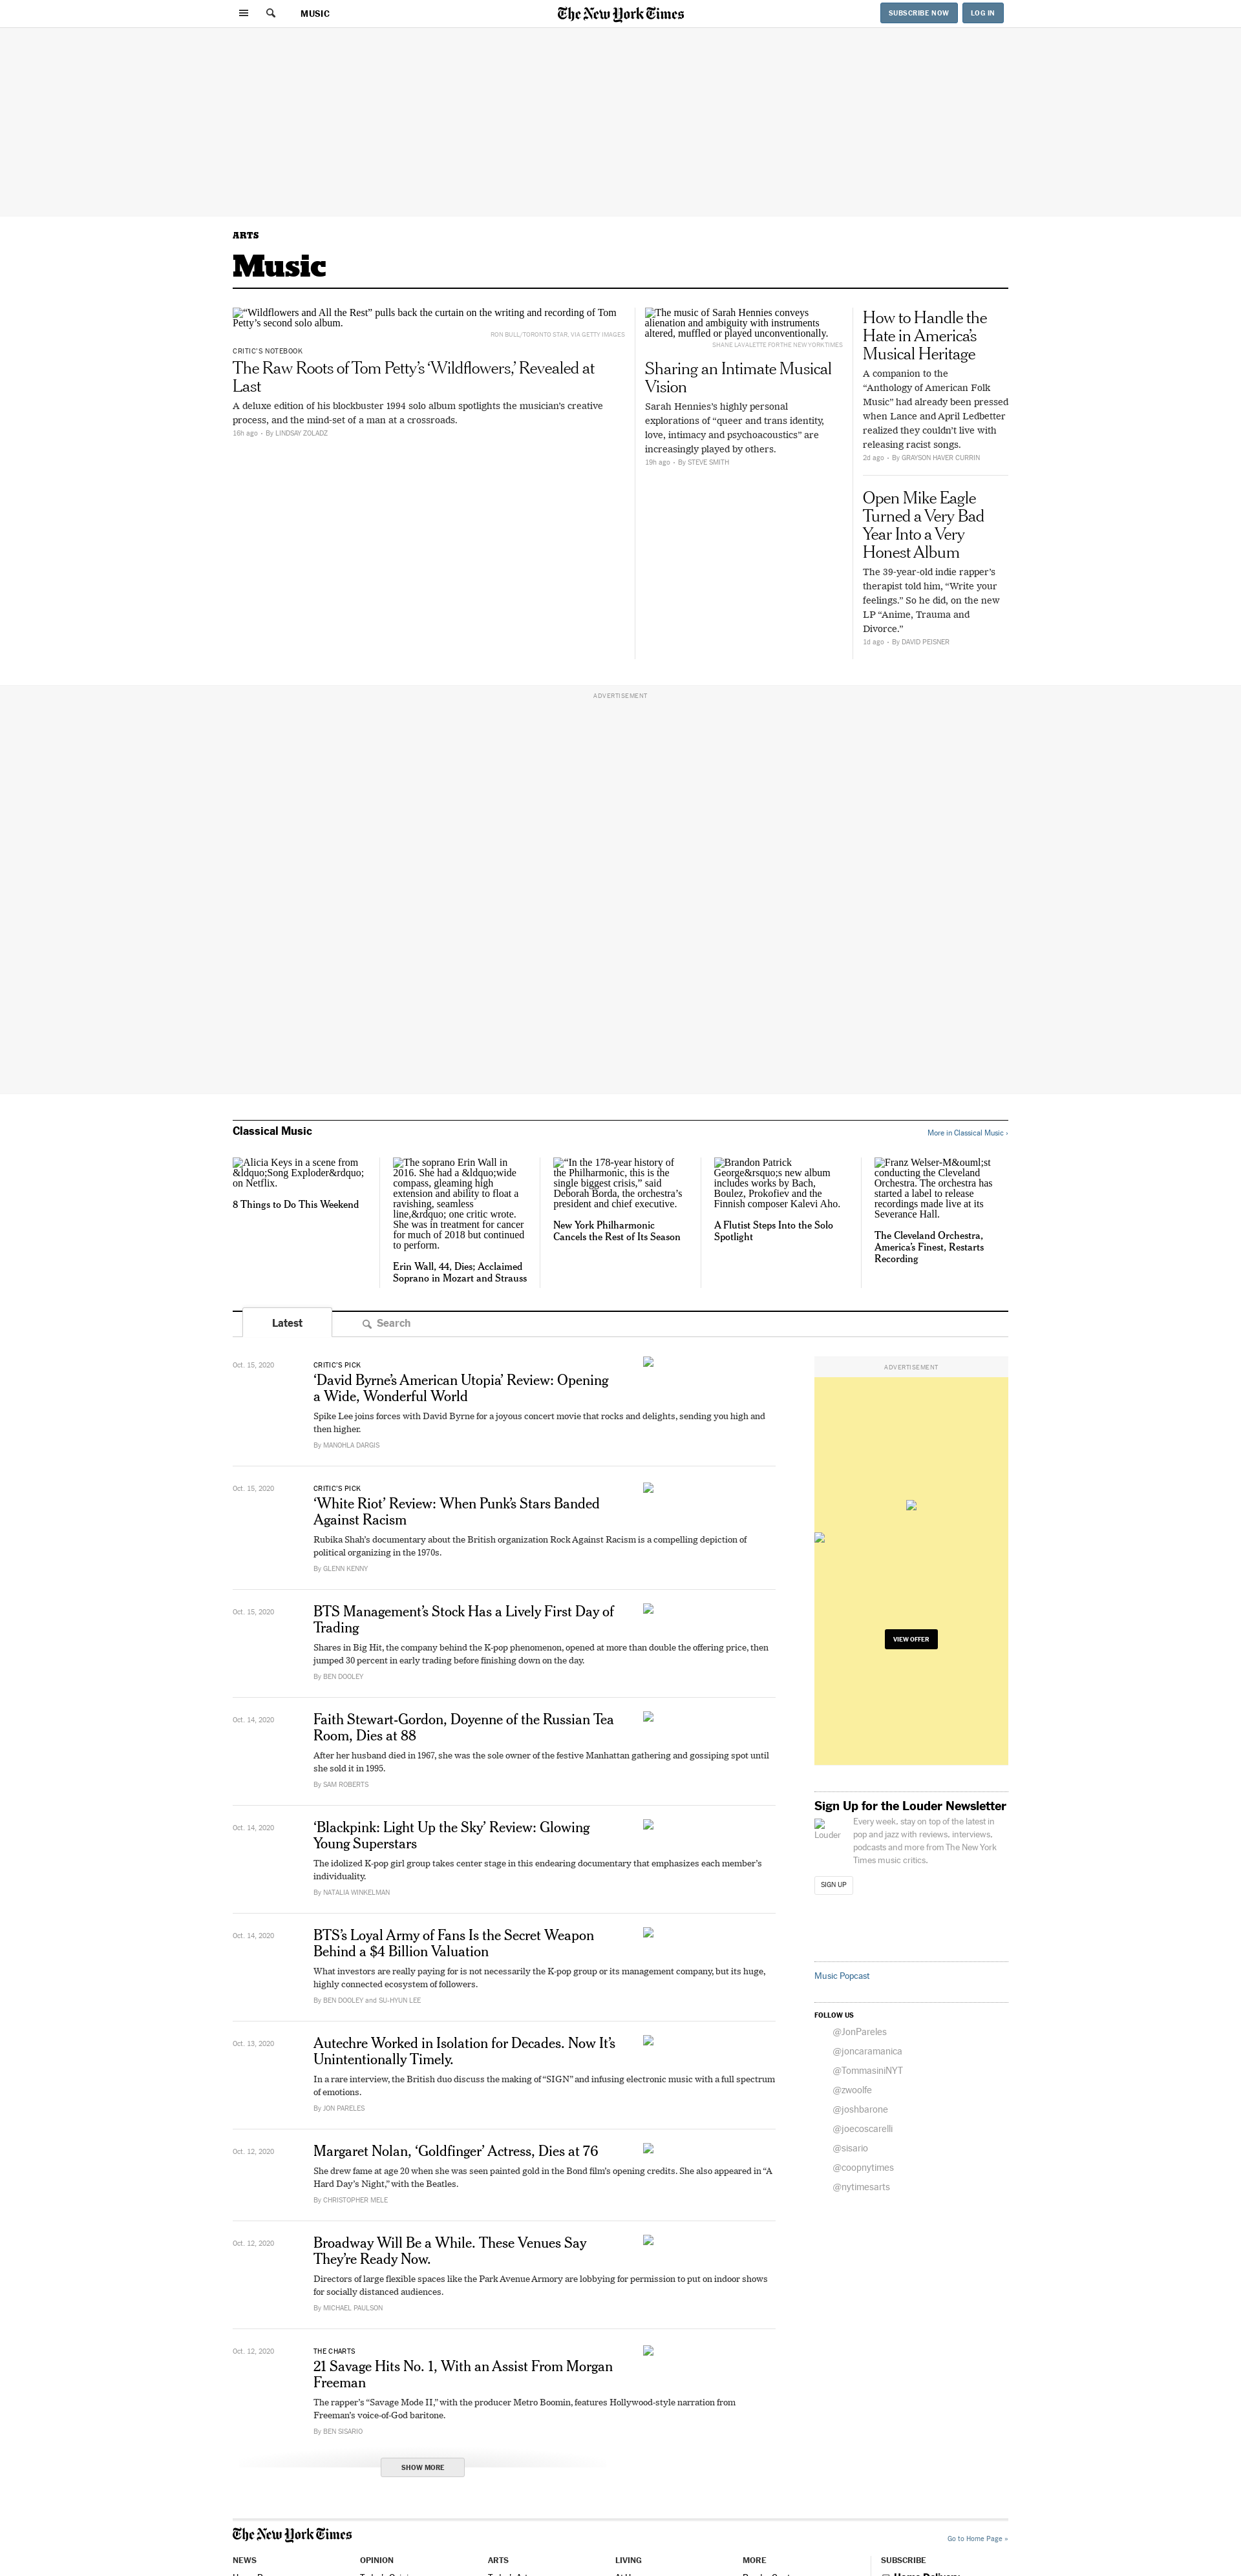 MUSIC
The New York Times
SUBSCRIBE NOW
LOG IN
ARTS
Music
“Wildflowers and All the Rest” pulls back the curtain on the writing and recording of Tom
Petty’s second solo album.
RON BULL/TORONTO STAR, VIA GETTY IMAGES
CRITIC’S NOTEBOOK
The Raw Roots of Tom Petty’s ‘Wildflowers,’ Revealed at
Last
A deluxe edition of his blockbuster 1994 solo album spotlights the musician’s creative
process, and the mind-set of a man at a crossroads.
16h ago • By LINDSAY ZOLADZ
The music of Sarah Hennies conveys
alienation and ambiguity with instruments
altered, muffled or played unconventionally.
SHANE LAVALETTE FOR THE NEW YORK TIMES
Sharing an Intimate Musical
Vision
Sarah Hennies’s highly personal
explorations of “queer and trans identity,
love, intimacy and psychoacoustics” are
increasingly played by others.
19h ago • By STEVE SMITH
How to Handle the
Hate in America’s
Musical Heritage
A companion to the
“Anthology of American Folk
Music” had already been pressed
when Lance and April Ledbetter
realized they couldn’t live with
releasing racist songs.
2d ago • By GRAYSON HAVER CURRIN
Open Mike Eagle
Turned a Very Bad
Year Into a Very
Honest Album
The 39-year-old indie rapper’s
therapist told him, “Write your
feelings.” So he did, on the new
LP “Anime, Trauma and
Divorce.”
1d ago • By DAVID PEISNER
ADVERTISEMENT
Classical Music
More in Classical Music ›
Alicia Keys in a scene from
&ldquo;Song Exploder&rdquo;
on Netflix.
8 Things to Do This Weekend
The soprano Erin Wall in
2016. She had a &ldquo;wide
compass, gleaming high
extension and ability to float a
ravishing, seamless
line,&rdquo; one critic wrote.
She was in treatment for cancer
for much of 2018 but continued
to perform.
Erin Wall, 44, Dies; Acclaimed
Soprano in Mozart and Strauss
“In the 178-year history of
the Philharmonic, this is the
single biggest crisis,” said
Deborah Borda, the orchestra’s
president and chief executive.
New York Philharmonic
Cancels the Rest of Its Season
Brandon Patrick
George&rsquo;s new album
includes works by Bach,
Boulez, Prokofiev and the
Finnish composer Kalevi Aho.
A Flutist Steps Into the Solo
Spotlight
Franz Welser-M&ouml;st
conducting the Cleveland
Orchestra. The orchestra has
started a label to release
recordings made live at its
Severance Hall.
The Cleveland Orchestra,
America’s Finest, Restarts
Recording
Latest
Search
Oct. 15, 2020
CRITIC’S PICK
‘David Byrne’s American Utopia’ Review: Opening
a Wide, Wonderful World
Spike Lee joins forces with David Byrne for a joyous concert movie that rocks and delights, sending you high and
then higher.
By MANOHLA DARGIS
Oct. 15, 2020
CRITIC’S PICK
‘White Riot’ Review: When Punk’s Stars Banded
Against Racism
Rubika Shah’s documentary about the British organization Rock Against Racism is a compelling depiction of
political organizing in the 1970s.
By GLENN KENNY
Oct. 15, 2020
BTS Management’s Stock Has a Lively First Day of
Trading
Shares in Big Hit, the company behind the K-pop phenomenon, opened at more than double the offering price, then
jumped 30 percent in early trading before finishing down on the day.
By BEN DOOLEY
Oct. 14, 2020
Faith Stewart-Gordon, Doyenne of the Russian Tea
Room, Dies at 88
After her husband died in 1967, she was the sole owner of the festive Manhattan gathering and gossiping spot until
she sold it in 1995.
By SAM ROBERTS
Oct. 14, 2020
‘Blackpink: Light Up the Sky’ Review: Glowing
Young Superstars
The idolized K-pop girl group takes center stage in this endearing documentary that emphasizes each member’s
individuality.
By NATALIA WINKELMAN
Oct. 14, 2020
BTS’s Loyal Army of Fans Is the Secret Weapon
Behind a $4 Billion Valuation
What investors are really paying for is not necessarily the K-pop group or its management company, but its huge,
highly connected ecosystem of followers.
By BEN DOOLEY and SU-HYUN LEE
Oct. 13, 2020
Autechre Worked in Isolation for Decades. Now It’s
Unintentionally Timely.
In a rare interview, the British duo discuss the making of “SIGN” and infusing electronic music with a full spectrum
of emotions.
By JON PARELES
Oct. 12, 2020
Margaret Nolan, ‘Goldfinger’ Actress, Dies at 76
She drew fame at age 20 when she was seen painted gold in the Bond film’s opening credits. She also appeared in “A
Hard Day’s Night,” with the Beatles.
By CHRISTOPHER MELE
Oct. 12, 2020
Broadway Will Be a While. These Venues Say
They’re Ready Now.
Directors of large flexible spaces like the Park Avenue Armory are lobbying for permission to put on indoor shows
for socially distanced audiences.
By MICHAEL PAULSON
Oct. 12, 2020
THE CHARTS
21 Savage Hits No. 1, With an Assist From Morgan
Freeman
The rapper’s “Savage Mode II,” with the producer Metro Boomin, features Hollywood-style narration from
Freeman’s voice-of-God baritone.
By BEN SISARIO
SHOW MORE
ADVERTISEMENT
VIEW OFFER
Sign Up for the Louder Newsletter
Louder
Every week, stay on top of the latest in
pop and jazz with reviews, interviews,
podcasts and more from The New York
Times music critics.
SIGN UP
Music Popcast
FOLLOW US
@JonPareles
@joncaramanica
@TommasiniNYT
@zwoolfe
@joshbarone
@joecoscarelli
@sisario
@coopnytimes
@nytimesarts
The New York Times
Go to Home Page »
NEWS
OPINION
ARTS
LIVING
MORE
SUBSCRIBE